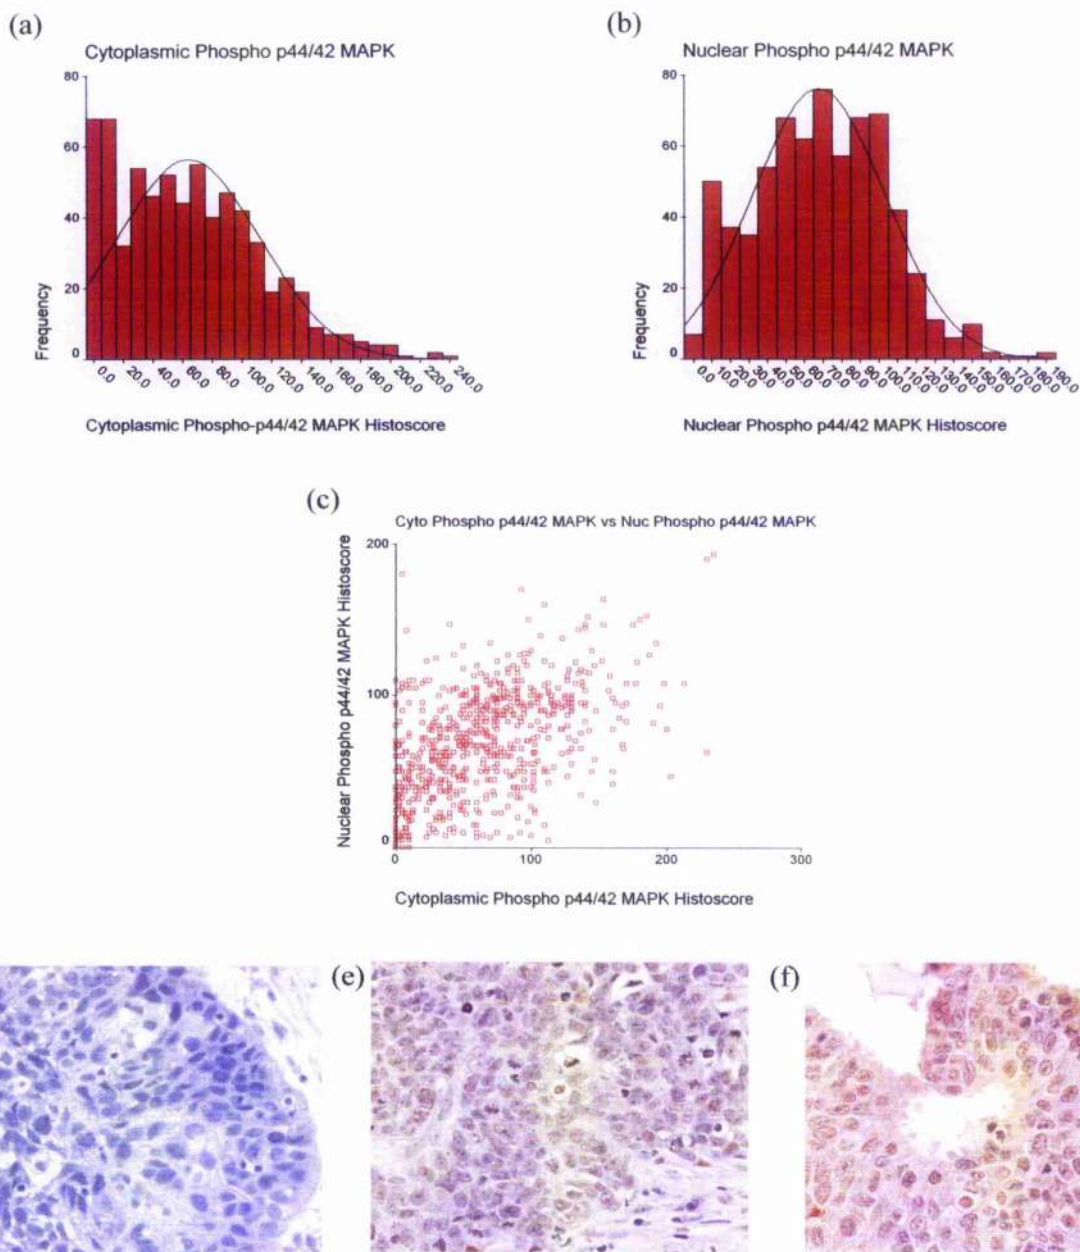 (a)
Cytoplasmic Phospho p44/42 MAPK
80
60
40
20
0
Frequency
0.0 20.0 40.0 60.0 80.0 100.0 120.0 140.0 160.0 180.0 200.0 220.0 240.0
Cytoplasmic Phospho-p44/42 MAPK Histoscore
(b)
Nuclear Phospho p44/42 MAPK
80
60
40
20
0
Frequency
0.0 10.0 20.0 30.0 40.0 50.0 60.0 70.0 80.0 90.0 100.0 110.0 120.0 130.0 140.0 150.0 160.0 170.0 180.0 190.0
Nuclear Phospho p44/42 MAPK Histoscore
(c)
Cyto Phospho p44/42 MAPK vs Nuc Phospho p44/42 MAPK
200
100
0
Nuclear Phospho p44/42 MAPK Histoscore
0 100 200 300
Cytoplasmic Phospho p44/42 MAPK Histoscore
(e)
(f)